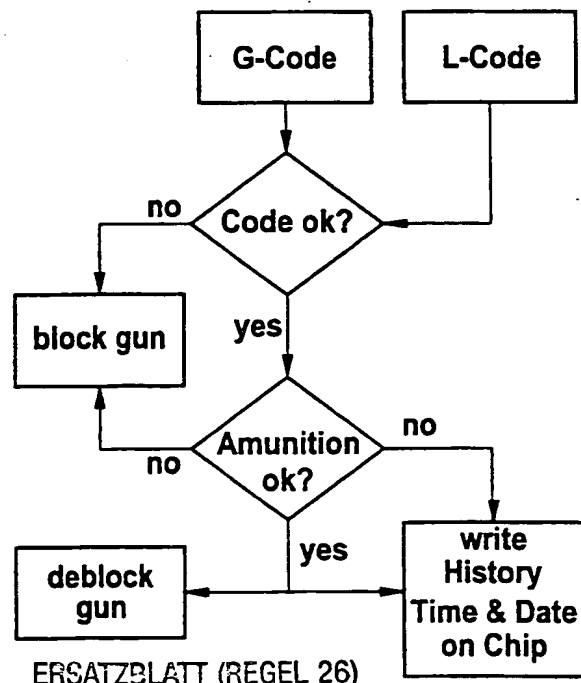 G-Code
L-Code
no
Code ok?
block gun
yes
Amunition
ok?
no
no
yes
deblock
gun
write
History
Time & Date
on Chip
ERSATZBLATT (REGEL 26)